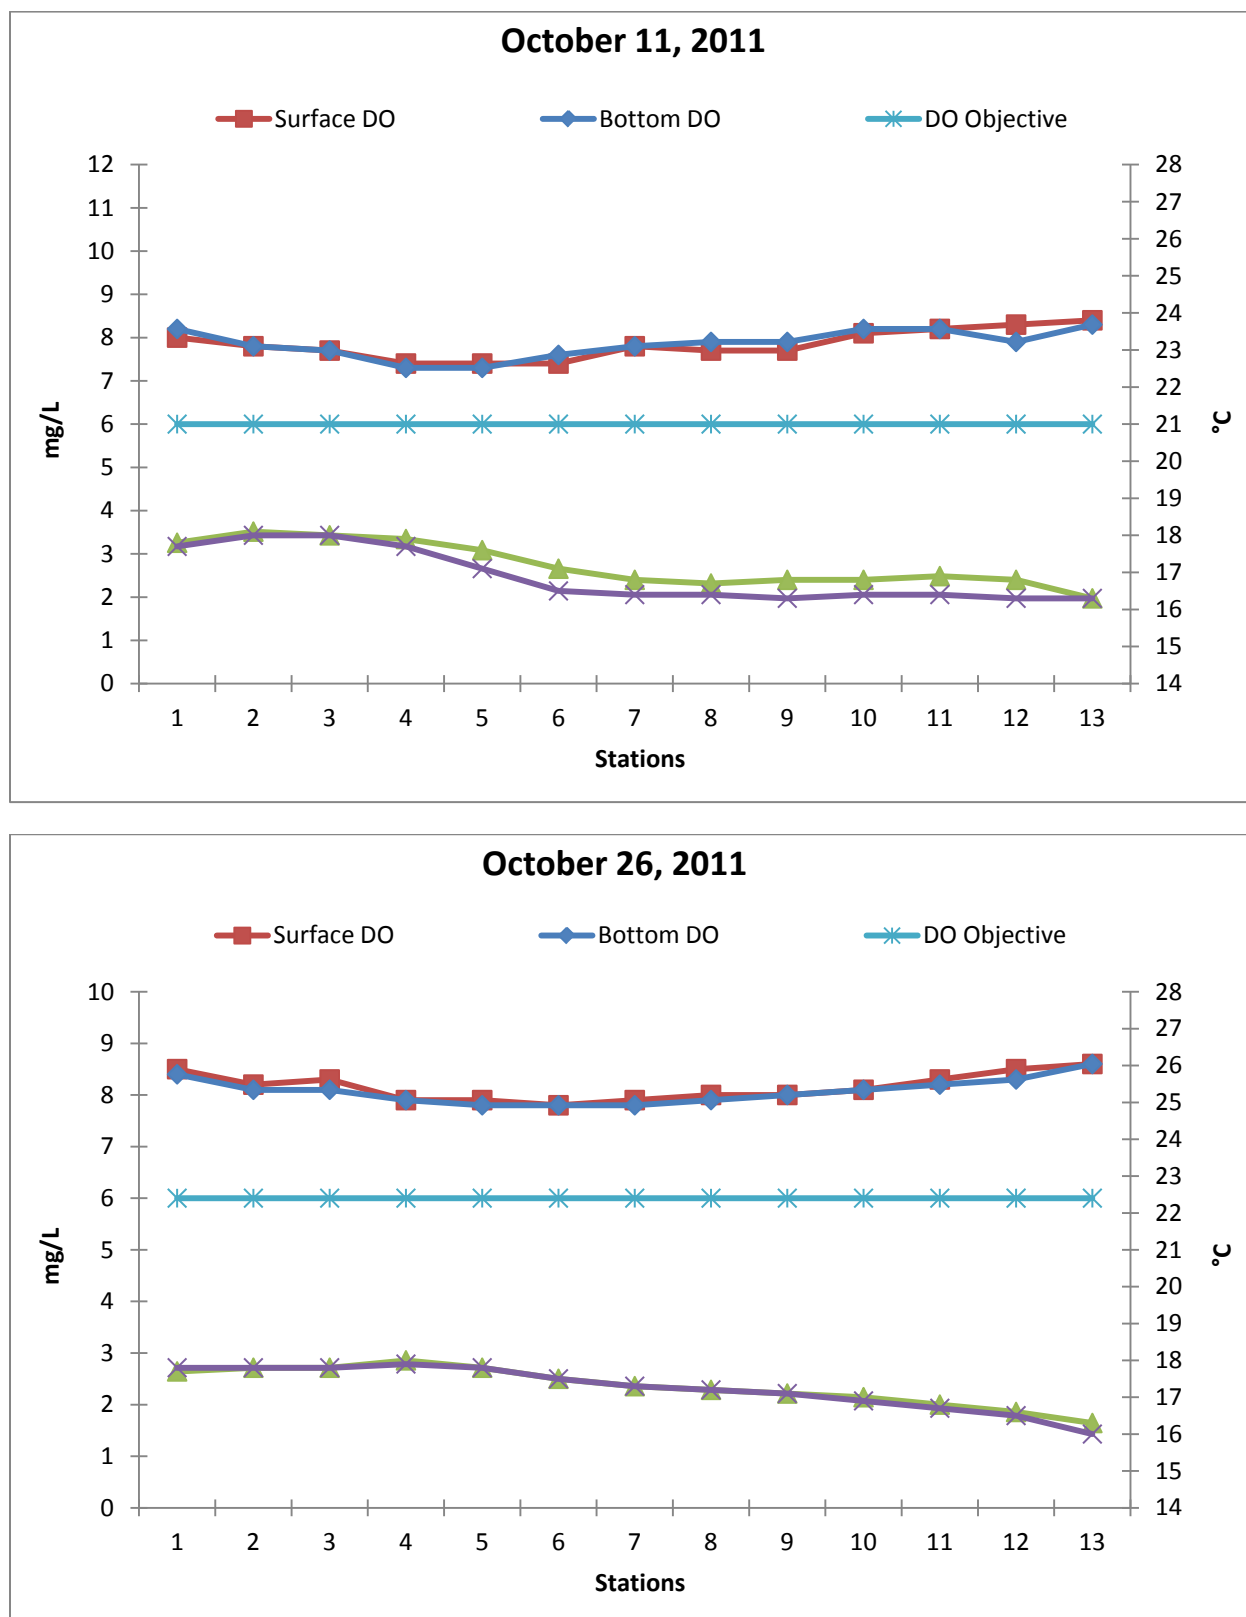 October 11, 2011
Surface DO Bottom DO DO Objective
12 28
11 27
10 26
9 25
8 24
7 23
6 22
5 21
4 20
3 19
2 18
1 17
0 16
15
14
mg/L
°C
1 2 3 4 5 6 7 8 9 10 11 12 13
Stations
October 26, 2011
Surface DO Bottom DO DO Objective
10 28
9 27
8 26
7 25
6 24
5 23
4 22
3 21
2 20
1 19
0 18
17
16
15
14
mg/L
°C
1 2 3 4 5 6 7 8 9 10 11 12 13
Stations